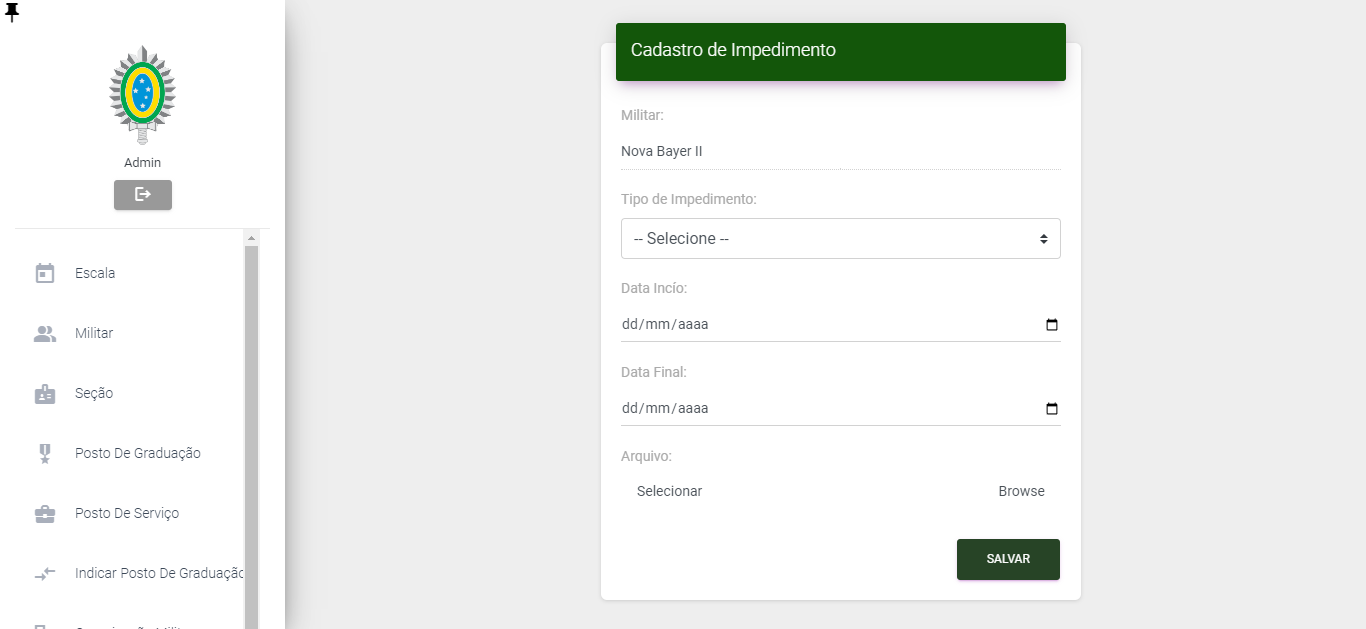 Admin
Escala
Militar
Seção
Posto De Graduação
Posto De Serviço
Indicar Posto De Graduação
Cadastro de Impedimento
Militar:
Nova Bayer II
Tipo de Impedimento:
-- Selecione --
Data Incío:
dd/mm/aaaa
Data Final:
dd/mm/aaaa
Arquivo:
Selecionar Browse
SALVAR